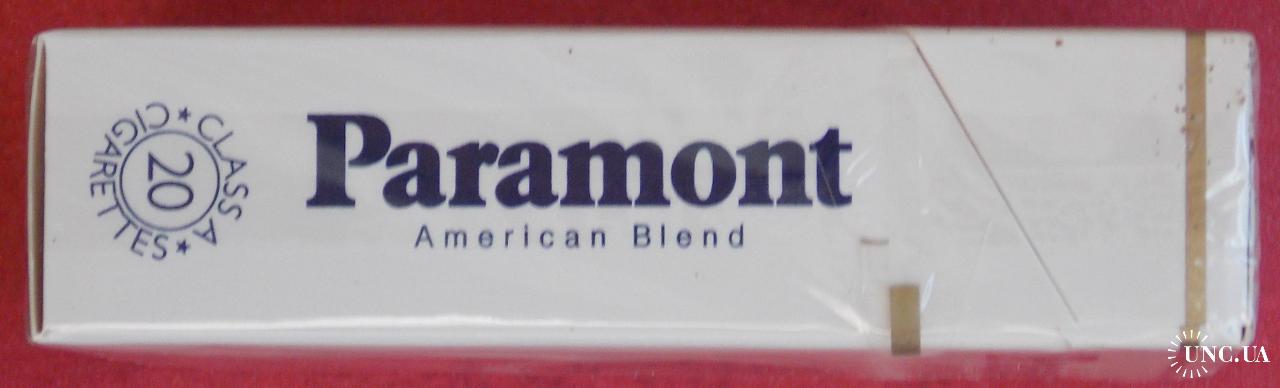 CLASS A ★ CIGARETTES ★
20
Paramont
American Blend
UNC.UA